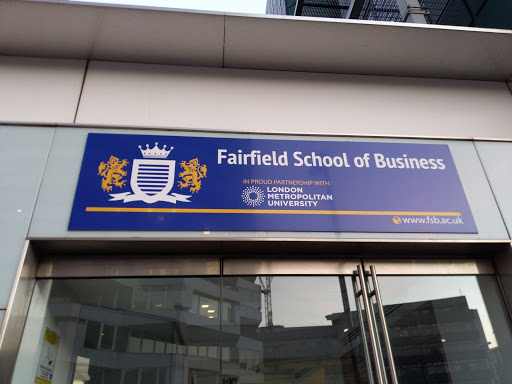 Fairfield School of Business
IN PROUD PARTNERSHIP WITH:
LONDON
METROPOLITAN
UNIVERSITY
www.fsb.ac.uk